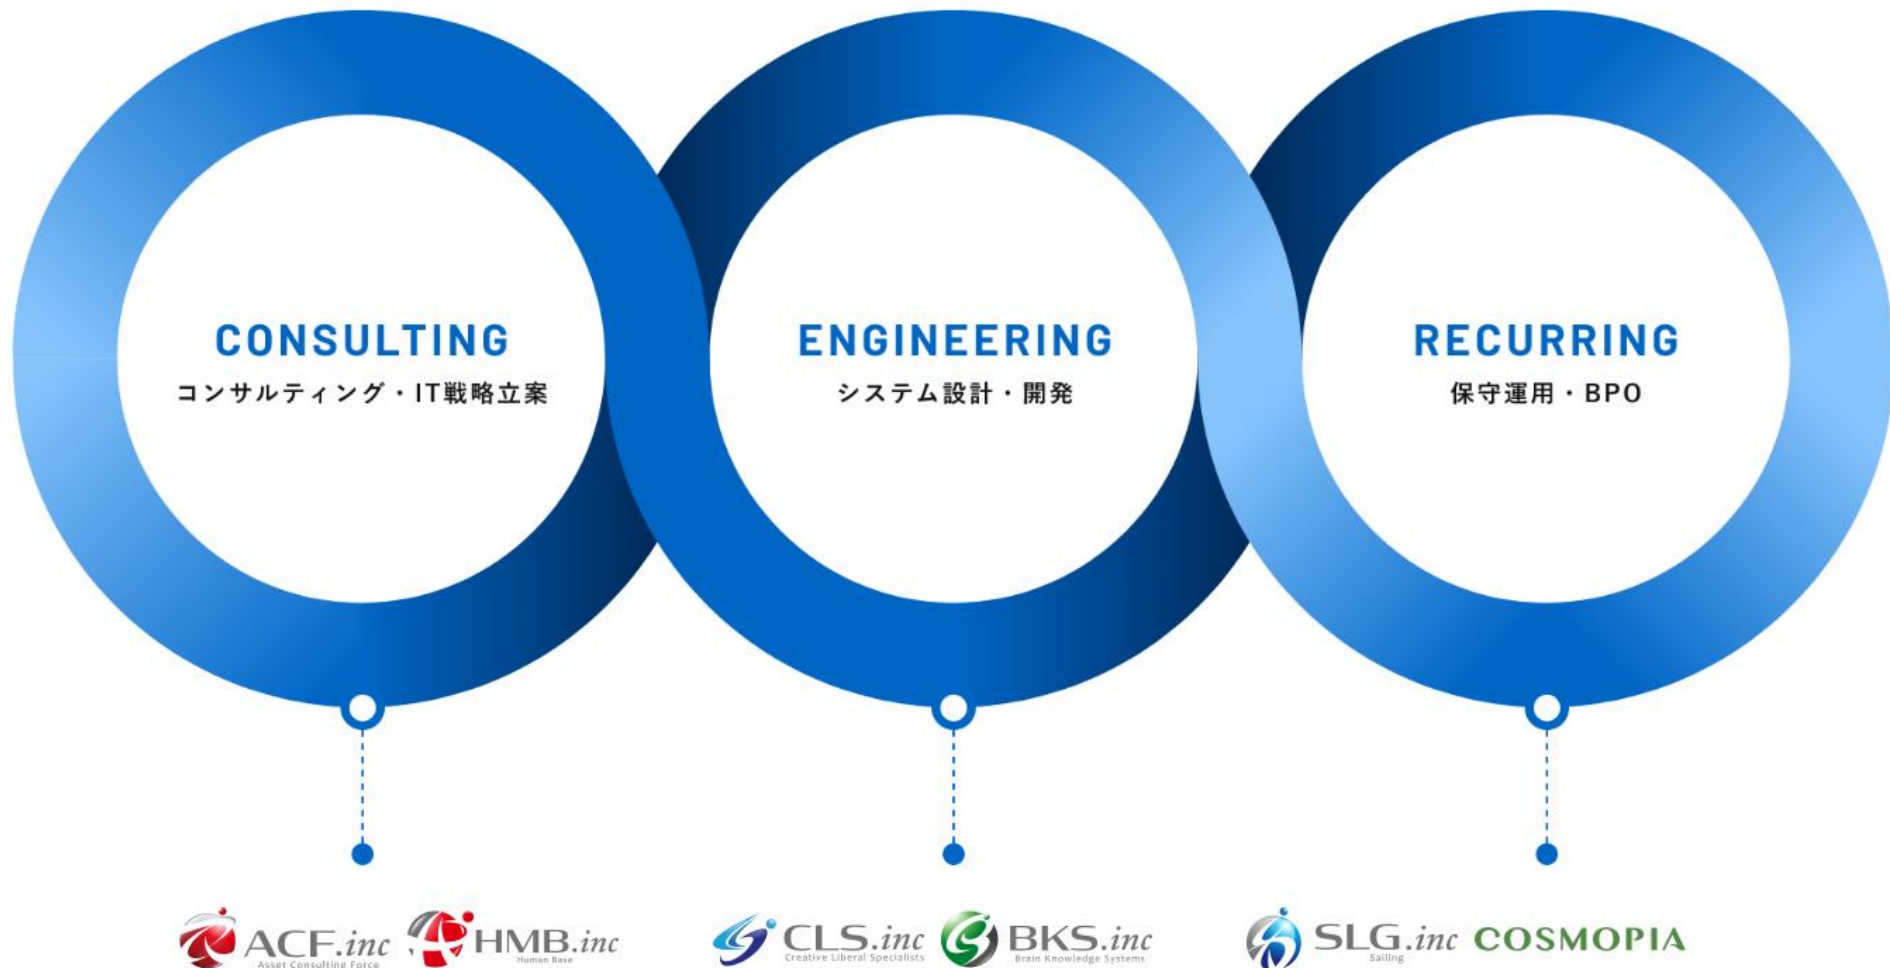 CONSULTING
コンサルティング・IT戦略立案
ENGINEERING
システム設計・開発
RECURRING
保守運用・BPO
ACF.inc
Asset Consulting Force
HMB.inc
Human Base
CLS.inc
Creative Liberal Specialists
BKS.inc
Brain Knowledge Systems
SLG.inc
Sailing
COSMOPIA